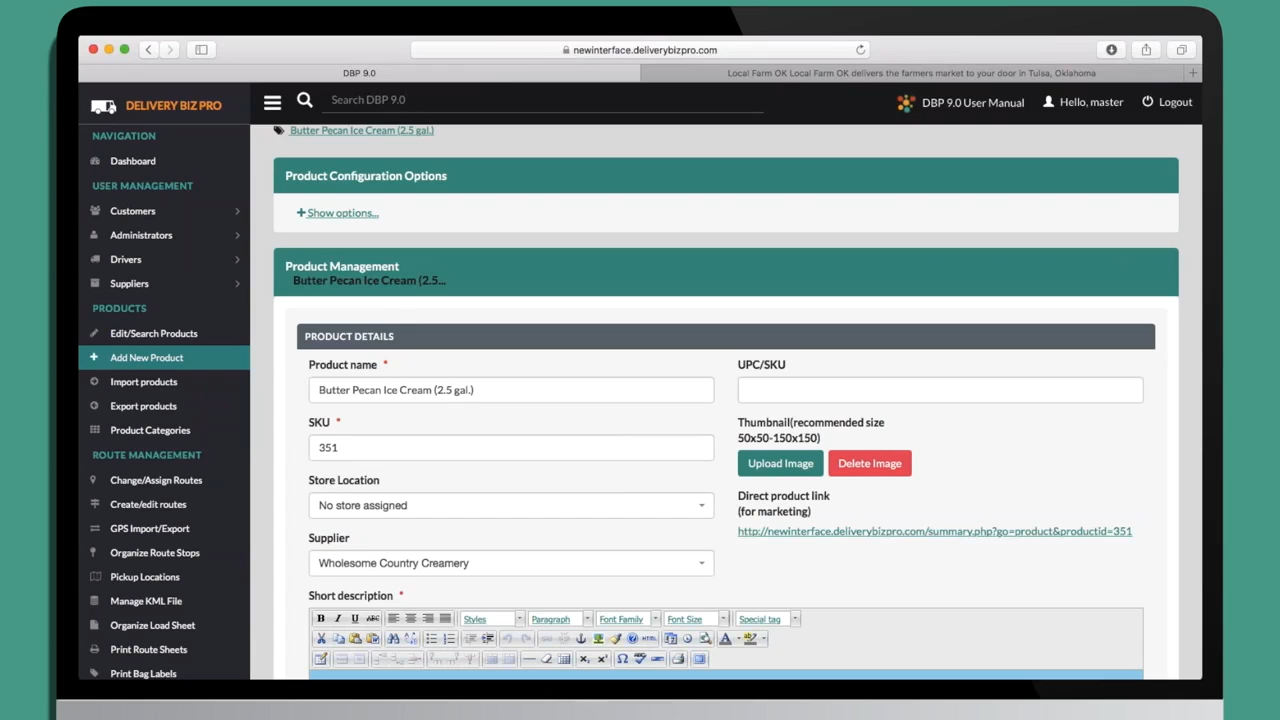 newinterface.deliverybizpro.com
DBP 9.0
Local Farm OK Local Farm OK delivers the farmers market to your door in Tulsa, Oklahoma
DELIVERY BIZ PRO
Search DBP 9.0
DBP 9.0 User Manual
Hello, master
Logout
NAVIGATION
Dashboard
USER MANAGEMENT
Customers
Administrators
Drivers
Suppliers
PRODUCTS
Edit/Search Products
Add New Product
Import products
Export products
Product Categories
ROUTE MANAGEMENT
Change/Assign Routes
Create/edit routes
GPS Import/Export
Organize Route Stops
Pickup Locations
Manage KML File
Organize Load Sheet
Print Route Sheets
Print Bag Labels
Butter Pecan Ice Cream (2.5 gal.)
Product Configuration Options
Show options...
Product Management
Butter Pecan Ice Cream (2.5...
PRODUCT DETAILS
Product name *
Butter Pecan Ice Cream (2.5 gal.)
SKU *
351
Store Location
No store assigned
Supplier
Wholesome Country Creamery
UPC/SKU
Thumbnail(recommended size
50x50-150x150)
Upload Image
Delete Image
Direct product link
(for marketing)
http://newinterface.deliverybizpro.com/summary.php?go=product&productid=351
Short description *
B I U ABC
Styles
Paragraph
Font Family
Font Size
Special tag
HTML